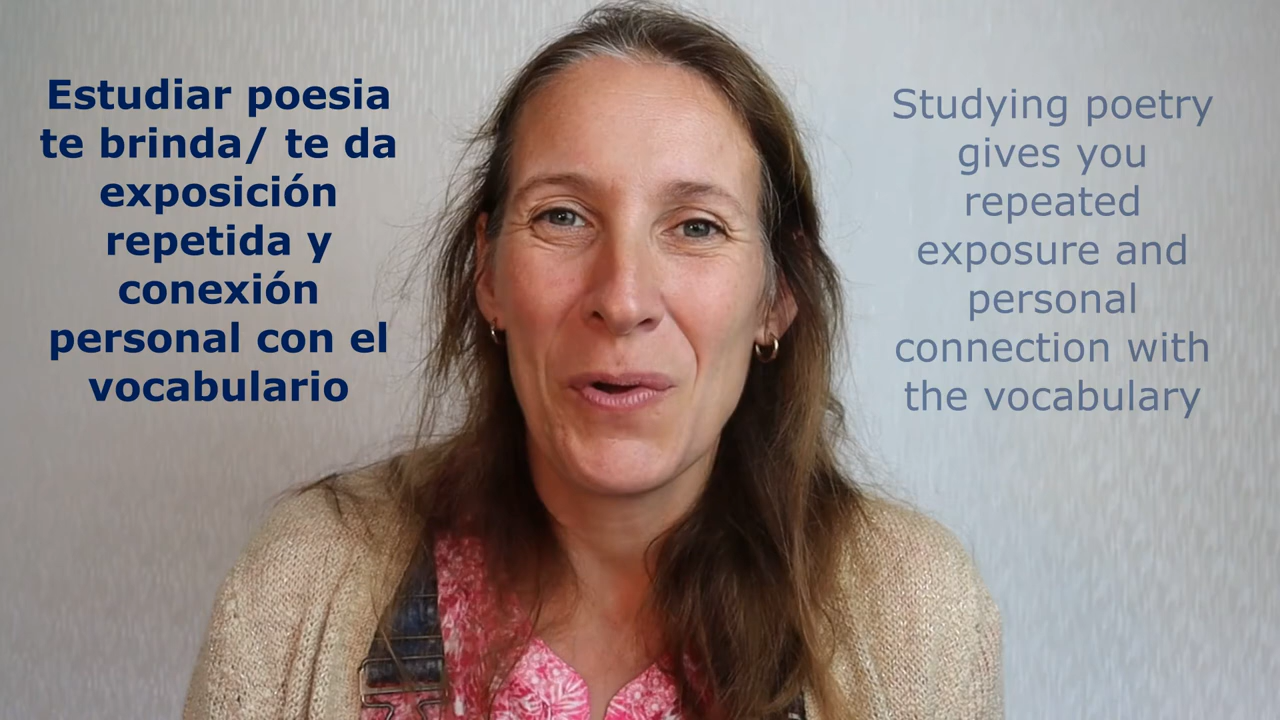 Estudiar poesia
te brinda/ te da
exposición
repetida y
conexión
personal con el
vocabulario
Studying poetry
gives you
repeated
exposure and
personal
connection with
the vocabulary